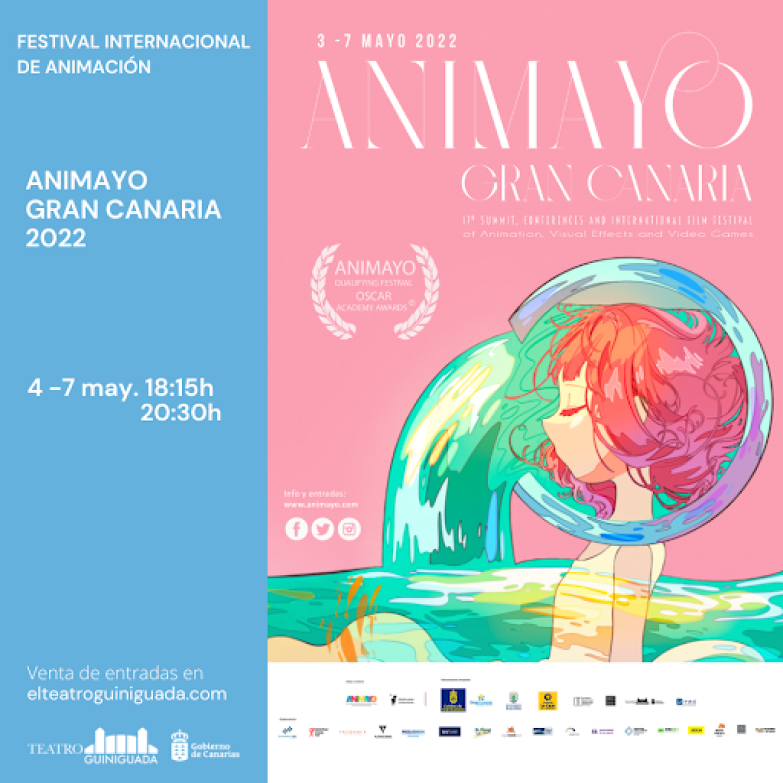 FESTIVAL INTERNACIONAL
DE ANIMACIÓN
ANIMAYO
GRAN CANARIA
2022
4 –7 may. 18:15h
20:30h
Venta de entradas en
elteatroguiniguada.com
TEATRO
GUINIGUADA
Gobierno
de Canarias
3 -7 MAYO 2022
ANIMAYO
GRAN CANARIA
17º SUMMIT, CONFERENCES AND INTERNATIONAL FILM FESTIVAL
of Animation, Visual Effects and Video Games
ANIMAYO
QUALIFYING FESTIVAL
OSCAR
ACADEMY AWARDS ®
Info y entradas:
www.animayo.com
ANIMAYO